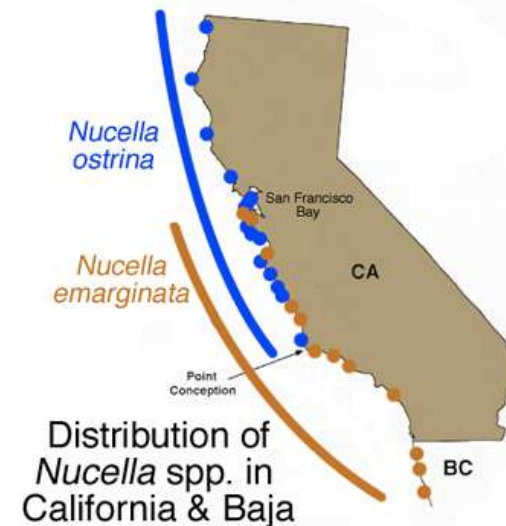 Nucella
ostrina
San Francisco
Bay
Nucella
emarginata
CA
Point
Conception
Distribution of
Nucella spp. in
California & Baja
BC